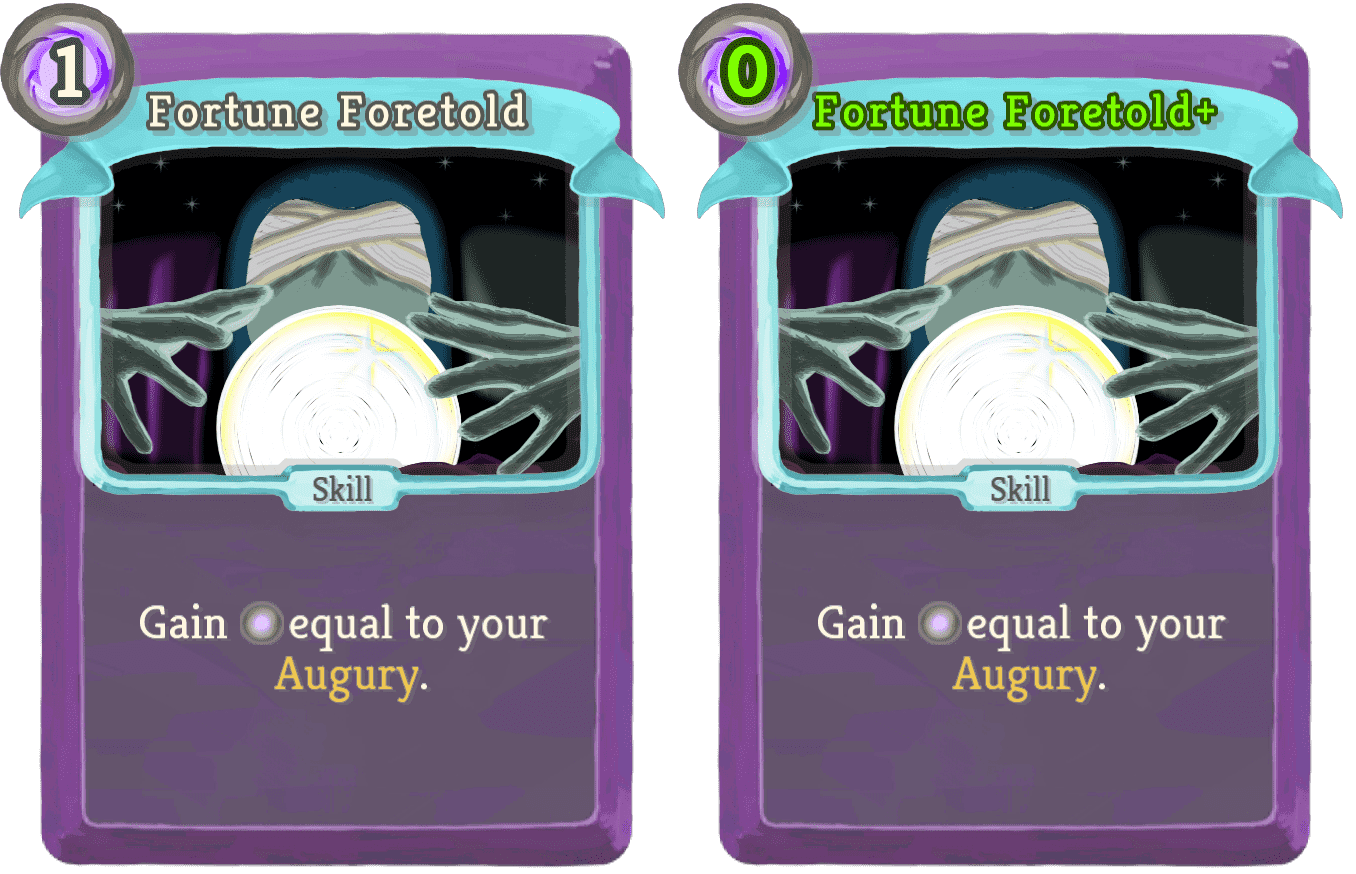 1
Fortune Foretold
Skill
Gain equal to your
Augury.
0
Fortune Foretold+
Skill
Gain equal to your
Augury.